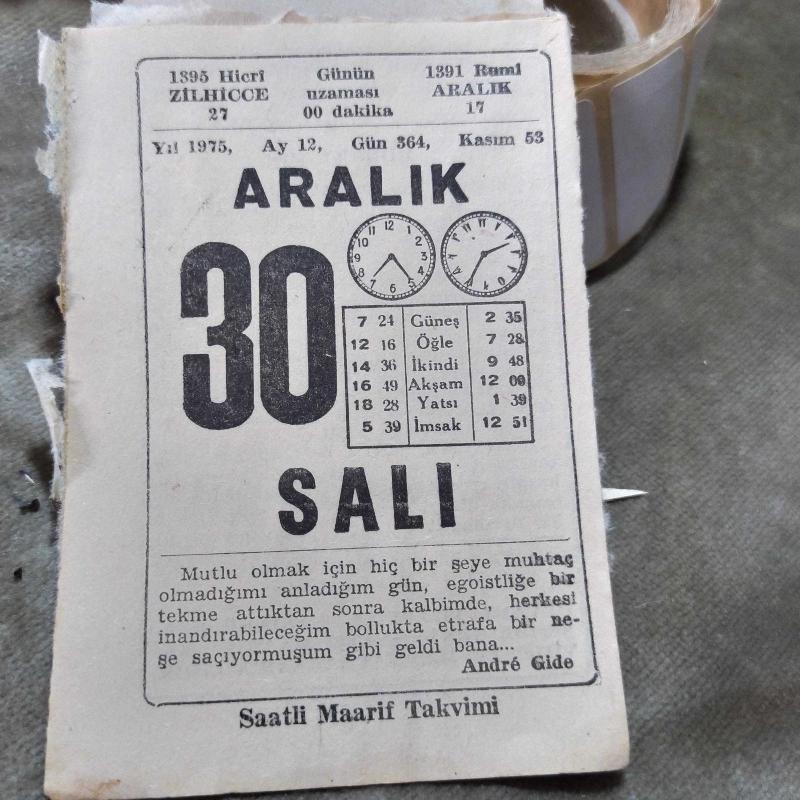 1395 Hicrî Günün 1391 Rumî
ZİLHİCCE uzaması ARALIK
27 00 dakika 17
Yıl 1975, Ay 12, Gün 364, Kasım 53
ARALIK
30
7 24 Güneş 2 35
12 16 Öğle 7 28
14 36 İkindi 9 48
16 49 Akşam 12 00
18 28 Yatsı 1 39
5 39 İmsak 12 51
SALI
Mutlu olmak için hiç bir şeye muhtaç
olmadığımı anladığım gün, egoistliğe bir
tekme attıktan sonra kalbimde, herkesi
inandırabileceğim bollukta etrafa bir ne-
şe saçıyormuşum gibi geldi bana...
André Gide
Saatli Maarif Takvimi